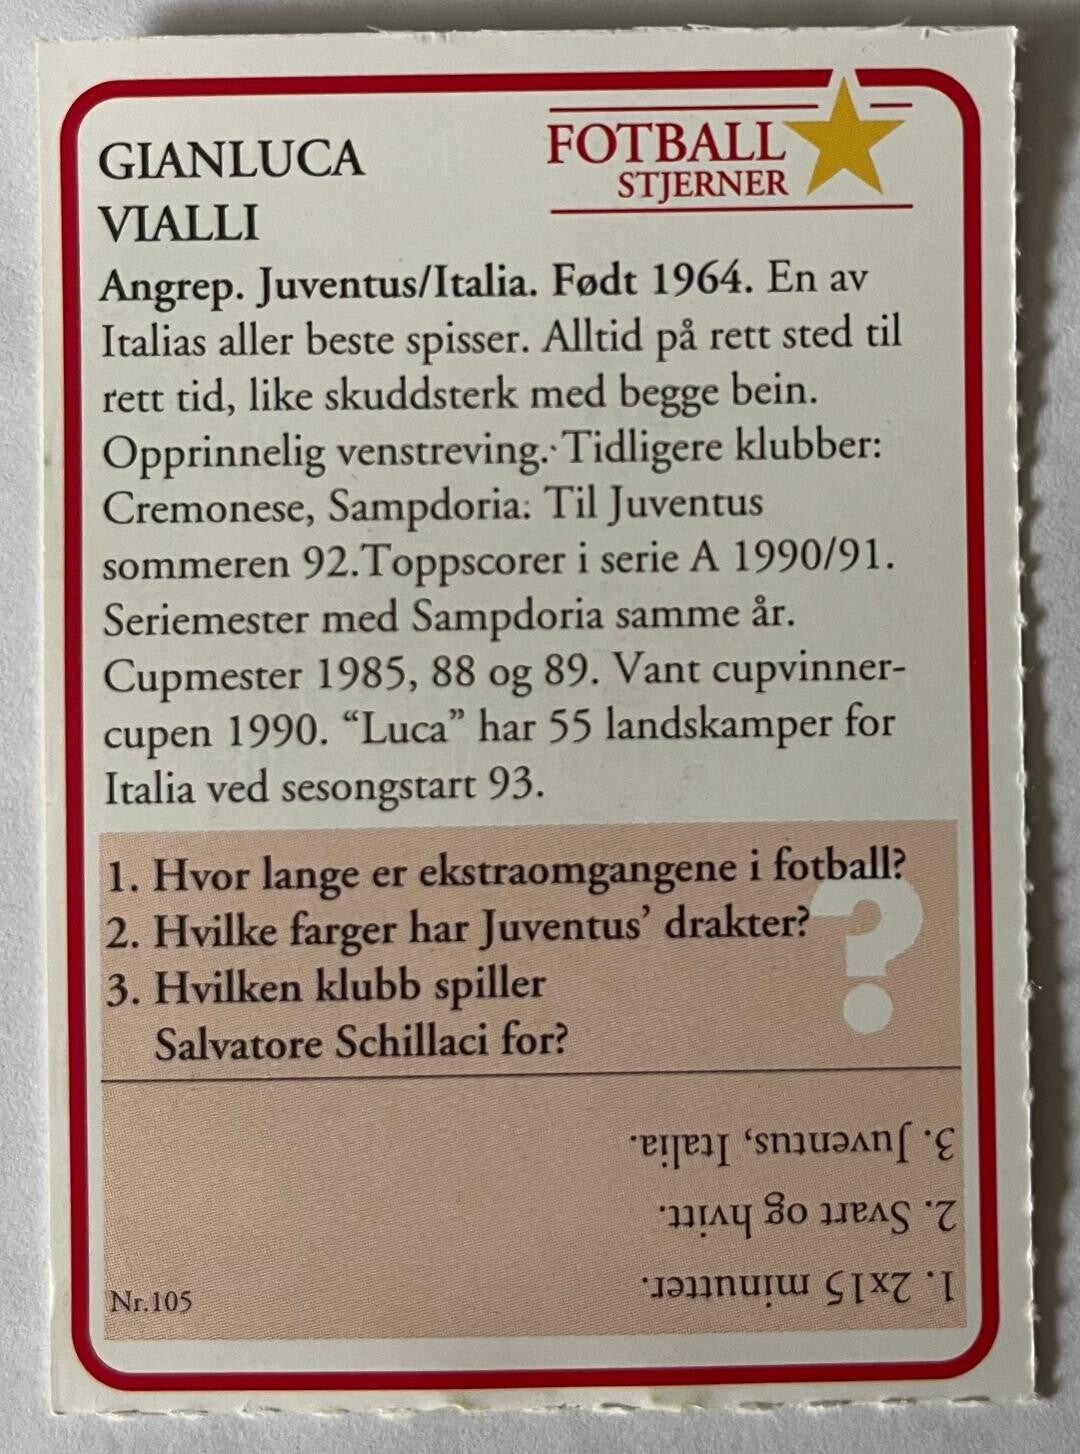 GIANLUCA
VIALLI
FOTBALL
STJERNER
Angrep. Juventus/Italia. Født 1964. En av
Italias aller beste spisser. Alltid på rett sted til
rett tid, like skuddsterk med begge bein.
Opprinnelig venstreving. Tidligere klubber:
Cremonese, Sampdoria. Til Juventus
sommeren 92.Toppscorer i serie A 1990/91.
Seriemester med Sampdoria samme år.
Cupmester 1985, 88 og 89. Vant cupvinner-
cupen 1990. “Luca” har 55 landskamper for
Italia ved sesongstart 93.
1. Hvor lange er ekstraomgangene i fotball?
2. Hvilke farger har Juventus’ drakter?
3. Hvilken klubb spiller
Salvatore Schillaci for?
?
1. 2x15 minutter.
2. Svart og hvitt.
3. Juventus, Italia.
Nr.105